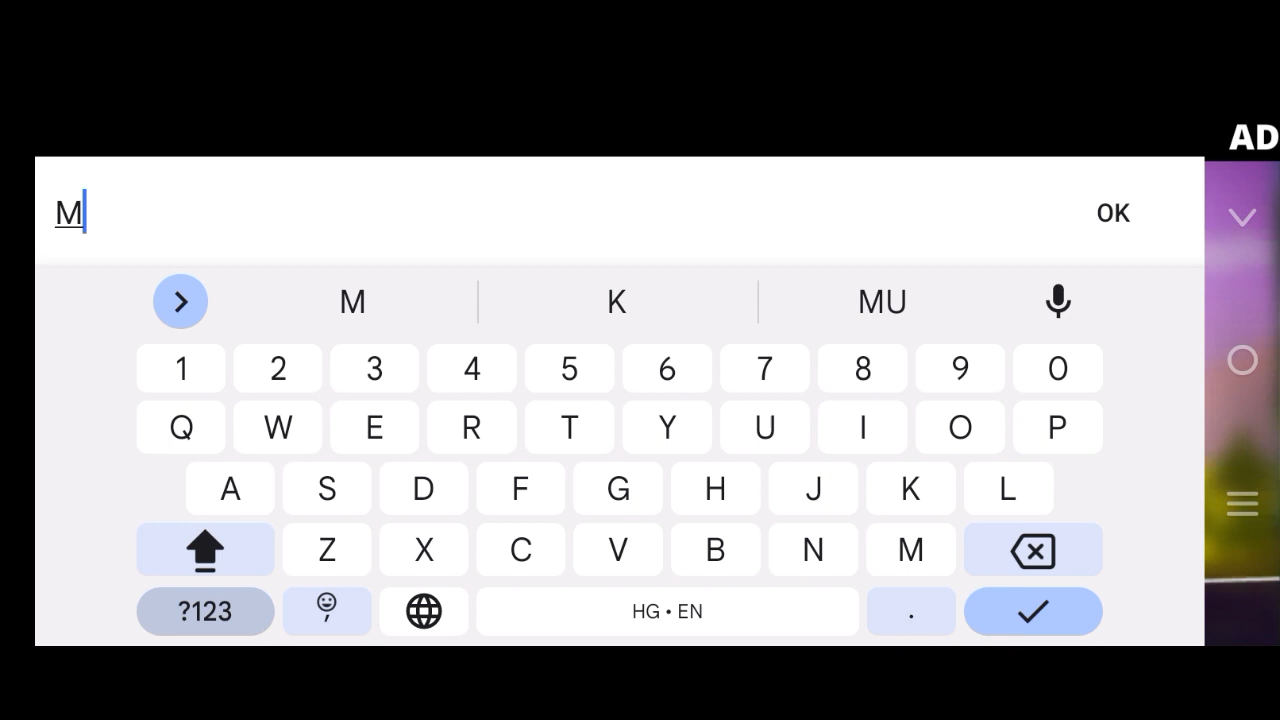 AD
M
OK
M K MU
1 2 3 4 5 6 7 8 9 0
Q W E R T Y U I O P
A S D F G H J K L
Z X C V B N M
?123 , HG • EN .